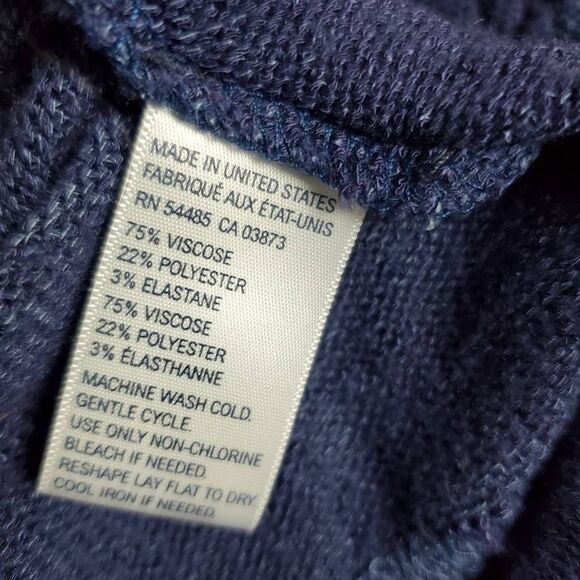 MADE IN UNITED STATES
FABRIQUÉ AUX ÉTAT-UNIS
RN 54485 CA 03873
75% VISCOSE
22% POLYESTER
3% ELASTANE
75% VISCOSE
22% POLYESTER
3% ÉLASTHANNE
MACHINE WASH COLD.
GENTLE CYCLE.
USE ONLY NON-CHLORINE
BLEACH IF NEEDED.
RESHAPE LAY FLAT TO DRY.
COOL IRON IF NEEDED.